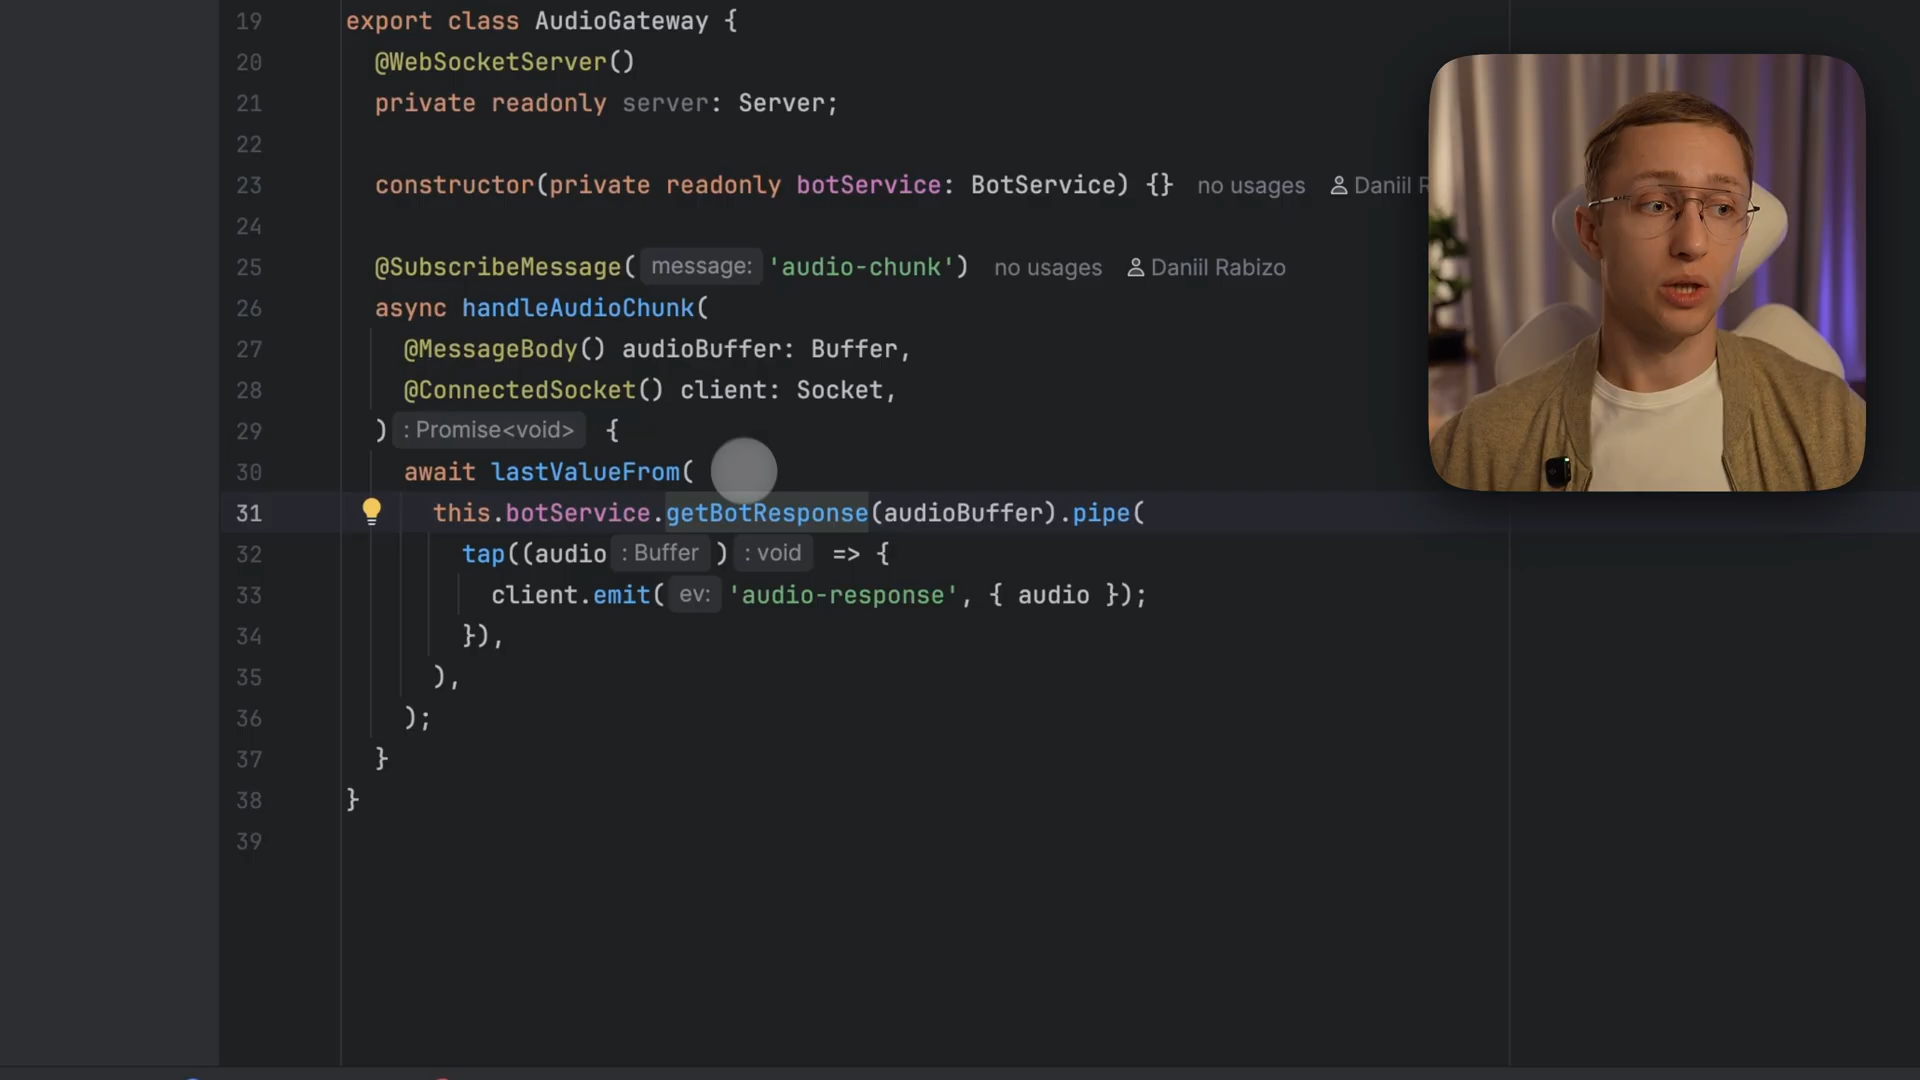 19 export class AudioGateway {
20 @WebSocketServer()
21 private readonly server: Server;
22
23 constructor(private readonly botService: BotService) {} no usages Daniil R
24
25 @SubscribeMessage( message: 'audio-chunk') no usages Daniil Rabizo
26 async handleAudioChunk(
27 @MessageBody() audioBuffer: Buffer,
28 @ConnectedSocket() client: Socket,
29 ) : Promise<void> {
30 await lastValueFrom(
31 this.botService.getBotResponse(audioBuffer).pipe(
32 tap((audio : Buffer ) : void => {
33 client.emit( ev: 'audio-response', { audio });
34 }),
35 ),
36 );
37 }
38 }
39